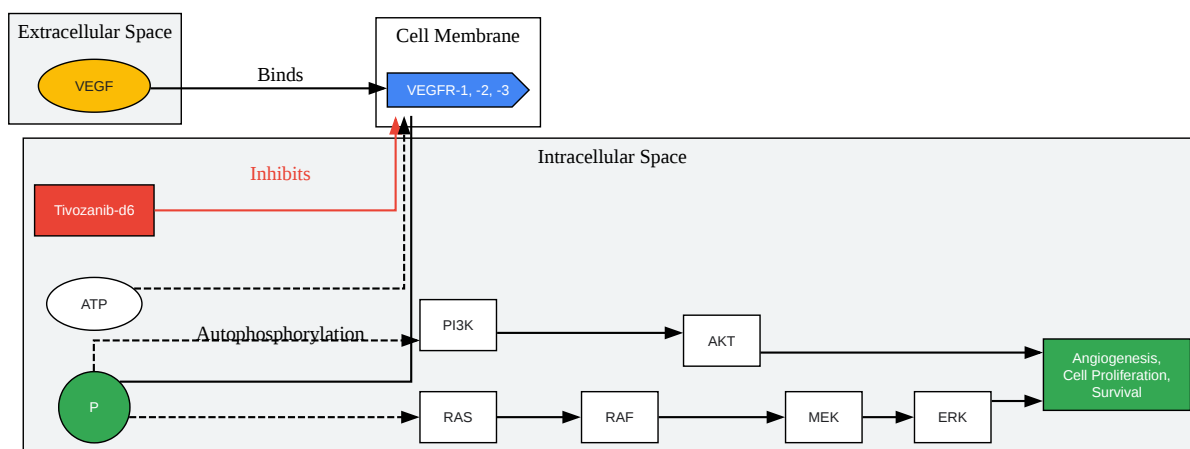 Extracellular Space
Cell Membrane
VEGF
Binds
VEGFR-1, -2, -3
Intracellular Space
Inhibits
Tivozanib-d6
ATP
Autophosphorylation
PI3K
AKT
Angiogenesis,
Cell Proliferation,
Survival
P
RAS
RAF
MEK
ERK